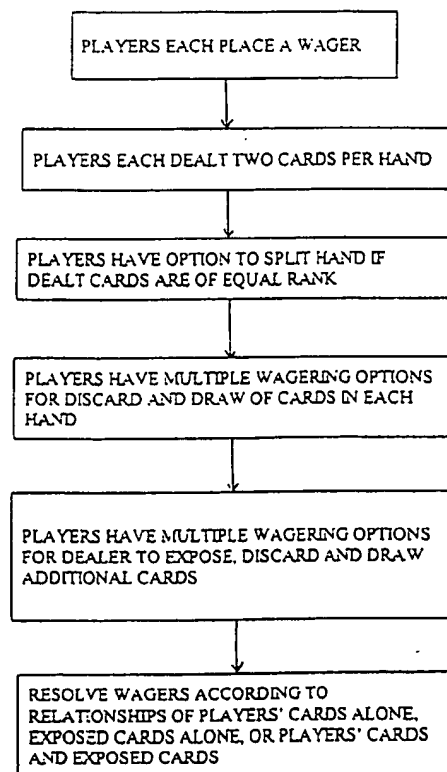 PLAYERS EACH PLACE A WAGER
PLAYERS EACH DEALT TWO CARDS PER HAND
PLAYERS HAVE OPTION TO SPLIT HAND IF
DEALT CARDS ARE OF EQUAL RANK
PLAYERS HAVE MULTIPLE WAGERING OPTIONS
FOR DISCARD AND DRAW OF CARDS IN EACH
HAND
PLAYERS HAVE MULTIPLE WAGERING OPTIONS
FOR DEALER TO EXPOSE, DISCARD AND DRAW
ADDITIONAL CARDS
RESOLVE WAGERS ACCORDING TO
RELATIONSHIPS OF PLAYERS' CARDS ALONE,
EXPOSED CARDS ALONE, OR PLAYERS' CARDS
AND EXPOSED CARDS